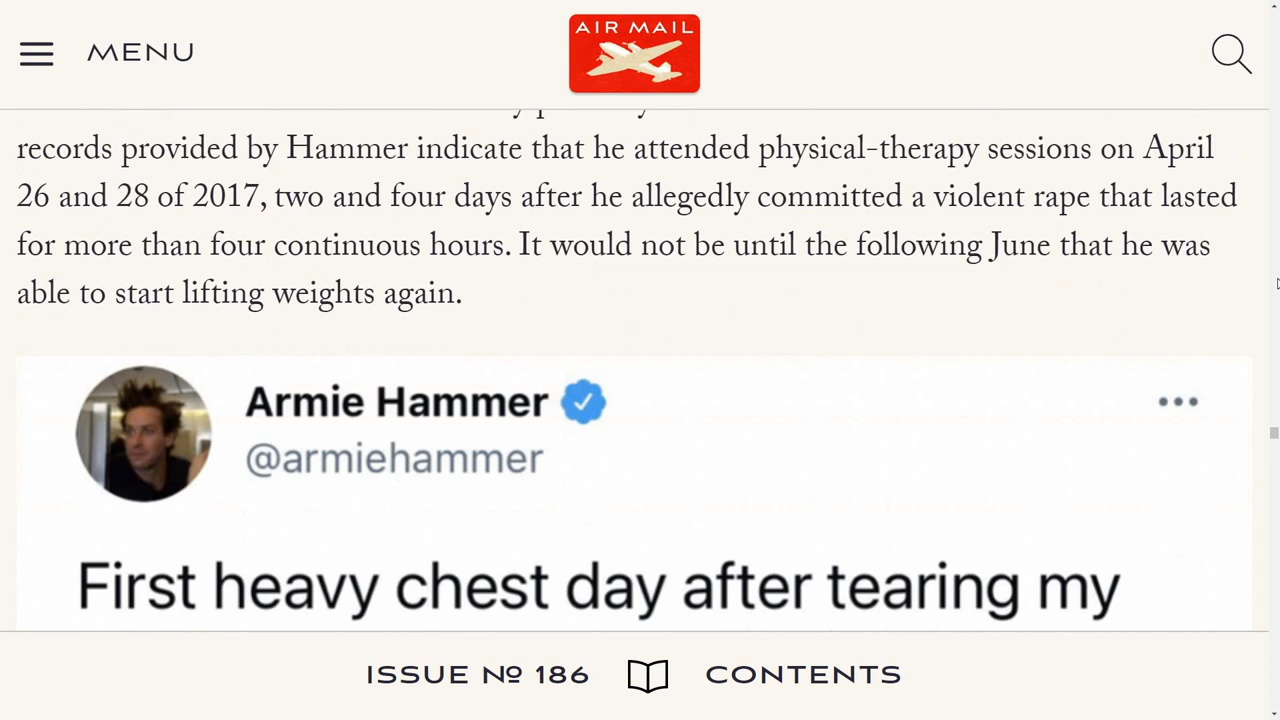 MENU
AIR MAIL
records provided by Hammer indicate that he attended physical-therapy sessions on April
26 and 28 of 2017, two and four days after he allegedly committed a violent rape that lasted
for more than four continuous hours. It would not be until the following June that he was
able to start lifting weights again.
Armie Hammer
@armiehammer
First heavy chest day after tearing my
ISSUE № 186
CONTENTS